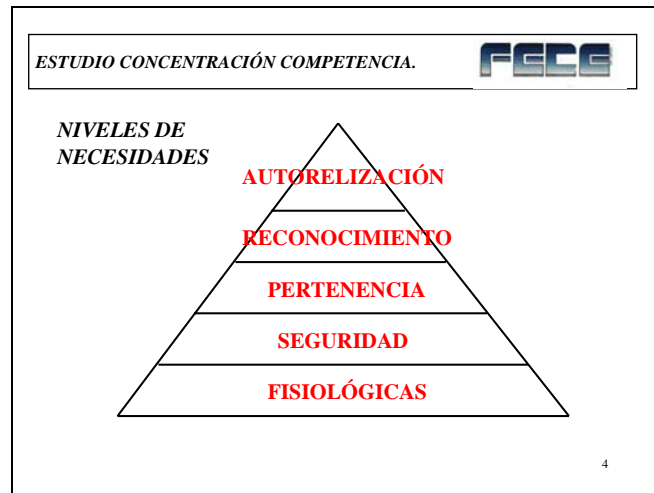 ESTUDIO CONCENTRACIÓN COMPETENCIA.
FECE
NIVELES DE
NECESIDADES
AUTORELIZACIÓN
RECONOCIMIENTO
PERTENENCIA
SEGURIDAD
FISIOLÓGICAS
4